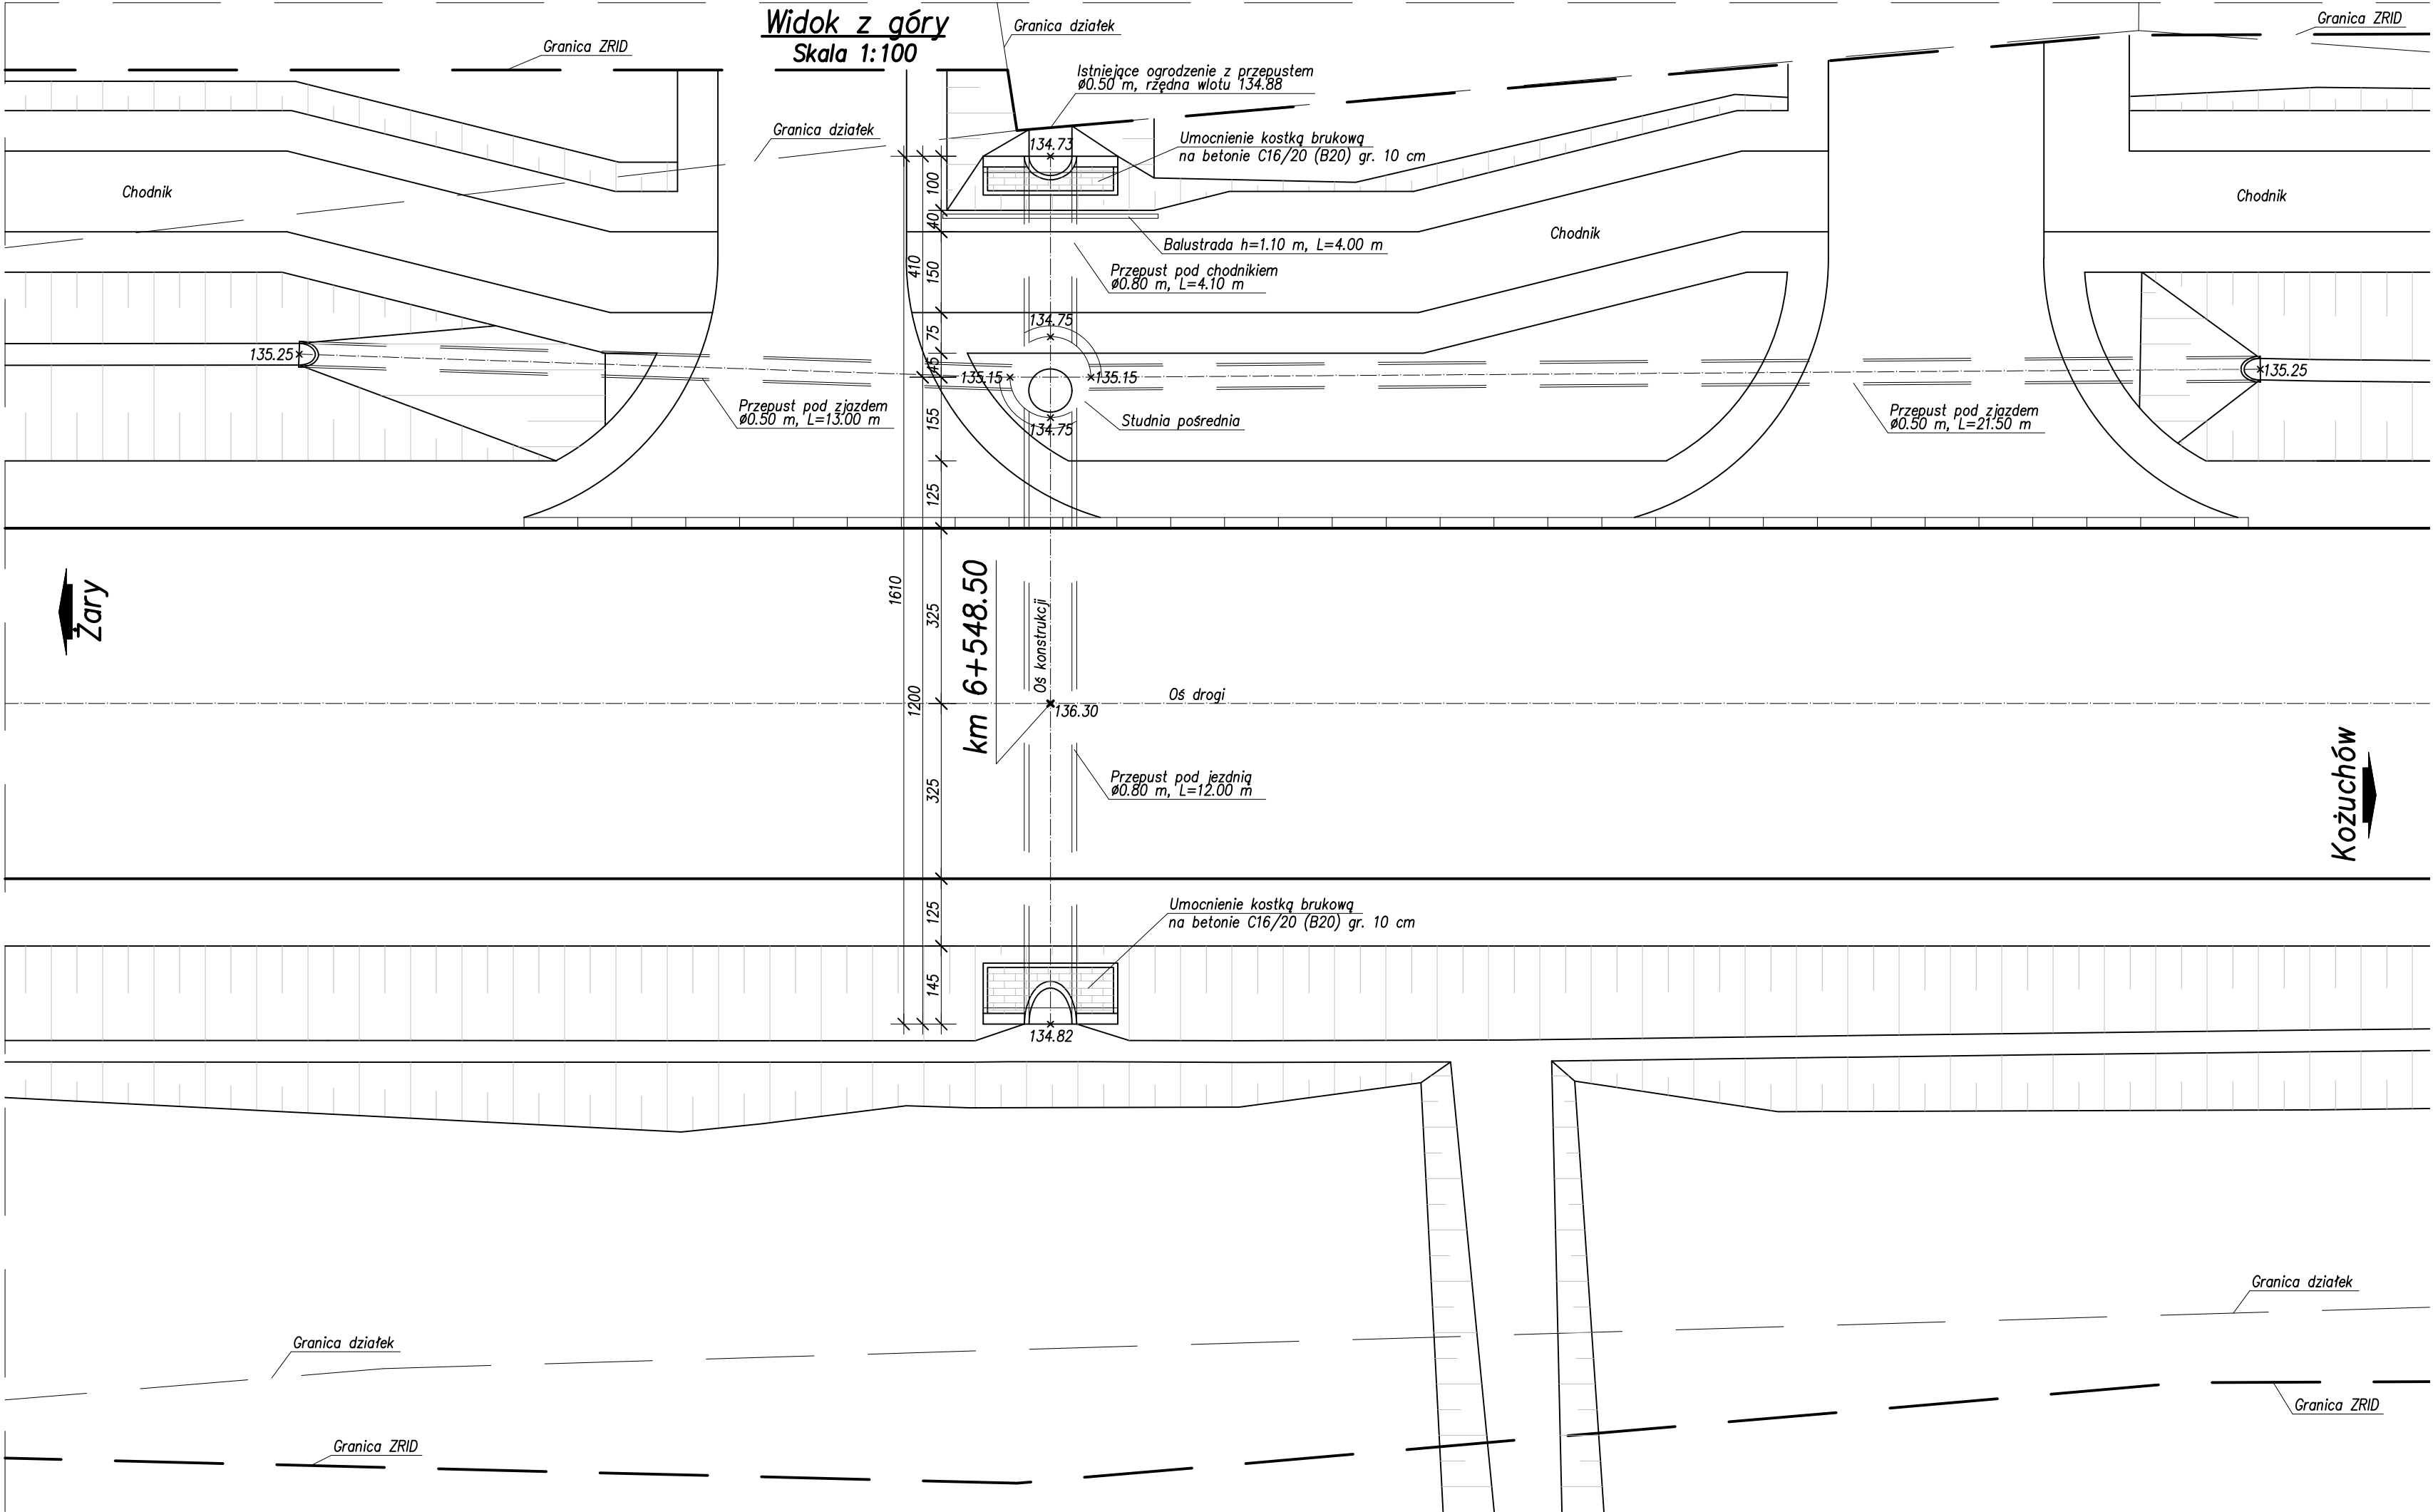 Widok z góry
Skala 1:100
Granica działek
Granica ZRID
Granica ZRID
Istniejące ogrodzenie z przepustem
ø0.50 m, rzędna wlotu 134.88
Granica działek
Umocnienie kostką brukową
na betonie C16/20 (B20) gr. 10 cm
134.73
Chodnik
Chodnik
Chodnik
100
40
150
410
75
45
155
125
325
325
125
145
1610
1200
Balustrada h=1.10 m, L=4.00 m
Przepust pod chodnikiem
ø0.80 m, L=4.10 m
134.75
135.25
135.15
135.15
135.25
134.75
Przepust pod zjazdem
ø0.50 m, L=13.00 m
Studnia pośrednia
Przepust pod zjazdem
ø0.50 m, L=21.50 m
Żary
km 6+548.50
Oś konstrukcji
Oś drogi
136.30
Kożuchów
Przepust pod jezdnią
ø0.80 m, L=12.00 m
Umocnienie kostką brukową
na betonie C16/20 (B20) gr. 10 cm
134.82
Granica działek
Granica działek
Granica ZRID
Granica ZRID